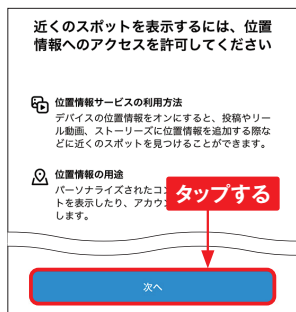 近くのスポットを表示するには、位置
情報へのアクセスを許可してください
位置情報サービスの利用方法
デバイスの位置情報をオンにすると、投稿やリー
ル動画、ストーリーズに位置情報を追加する際な
どに近くのスポットを見つけることができます。
位置情報の用途
パーソナライズされたコン
トを表示したり、アカウン
します。
タップする
次へ